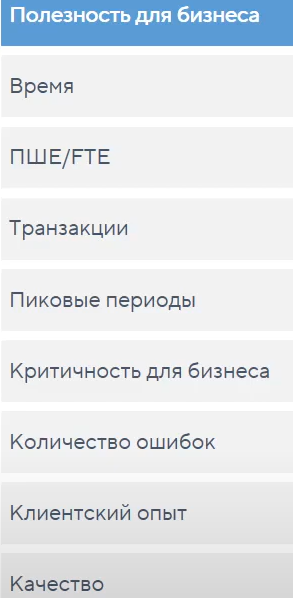 Полезность для бизнеса
Время
ПШЕ/FTE
Транзакции
Пиковые периоды
Критичность для бизнеса
Количество ошибок
Клиентский опыт
Качество